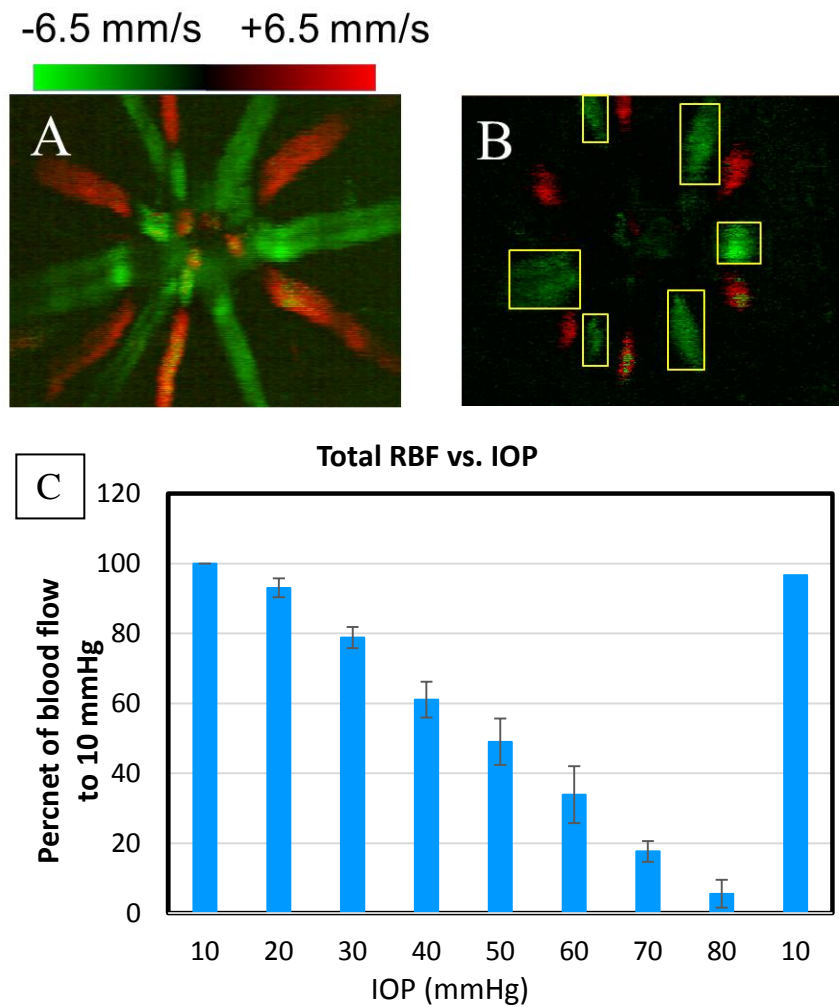 -6.5 mm/s +6.5 mm/s
A
B
C
Total RBF vs. IOP
Percnet of blood flow
to 10 mmHg
120
100
80
60
40
20
0
10 20 30 40 50 60 70 80 10
IOP (mmHg)